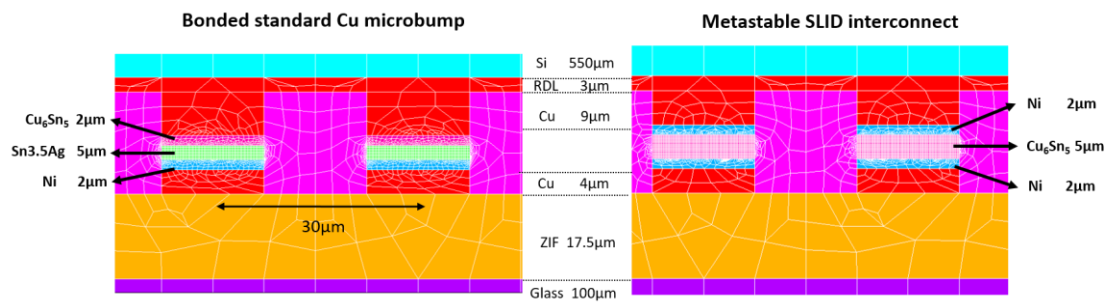 Bonded standard Cu microbump
Metastable SLID interconnect
Si 550μm
RDL 3μm
Cu 9μm
Cu 4μm
ZIF 17.5μm
Glass 100μm
Cu₆Sn₅ 2μm
Sn3.5Ag 5μm
Ni 2μm
30μm
Ni 2μm
Cu₆Sn₅ 5μm
Ni 2μm